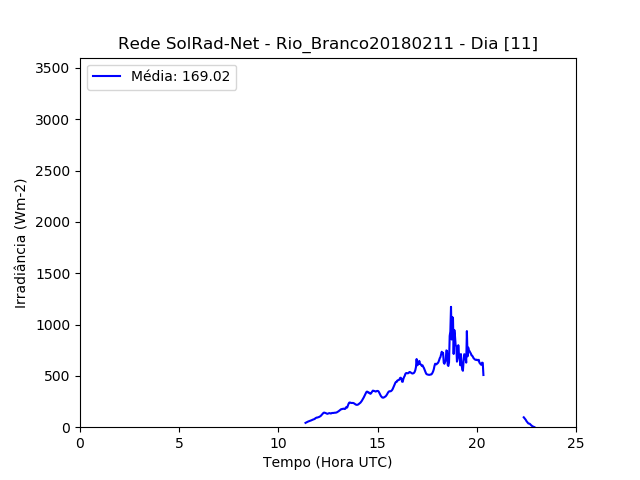 Rede SolRad-Net - Rio_Branco20180211 - Dia [11]
Média: 169.02
3500
3000
2500
2000
1500
1000
500
0
Irradiância (Wm-2)
0 5 10 15 20 25
Tempo (Hora UTC)